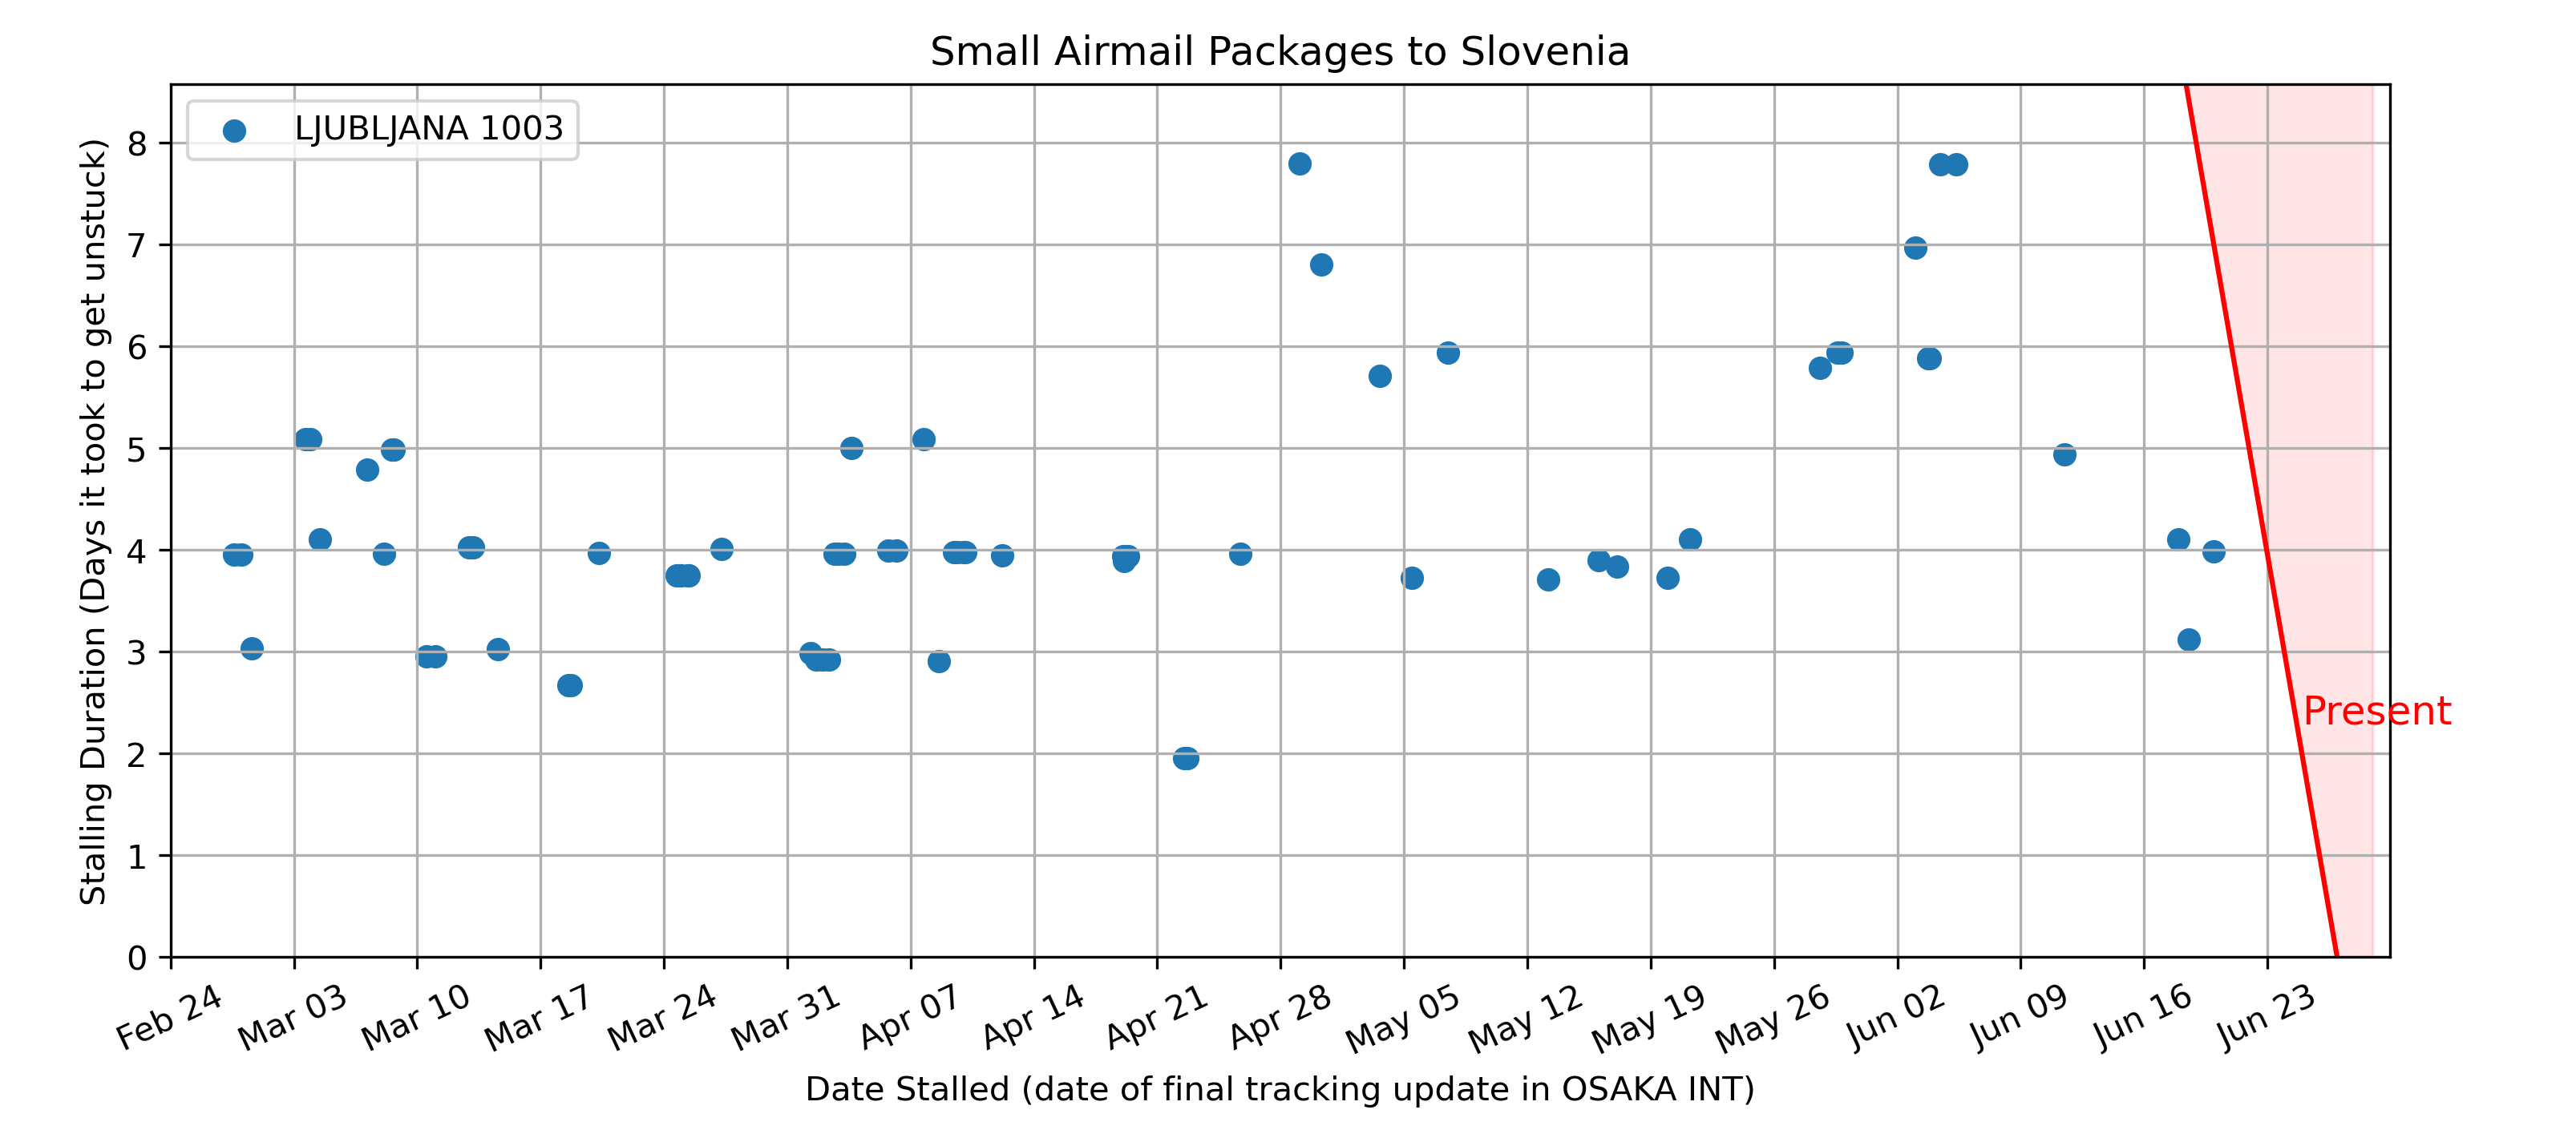 Small Airmail Packages to Slovenia
LJUBLJANA 1003
Stalling Duration (Days it took to get unstuck)
8
7
6
5
4
3
2
1
0
Present
Feb 24
Mar 03
Mar 10
Mar 17
Mar 24
Mar 31
Apr 07
Apr 14
Apr 21
Apr 28
May 05
May 12
May 19
May 26
Jun 02
Jun 09
Jun 16
Jun 23
Date Stalled (date of final tracking update in OSAKA INT)